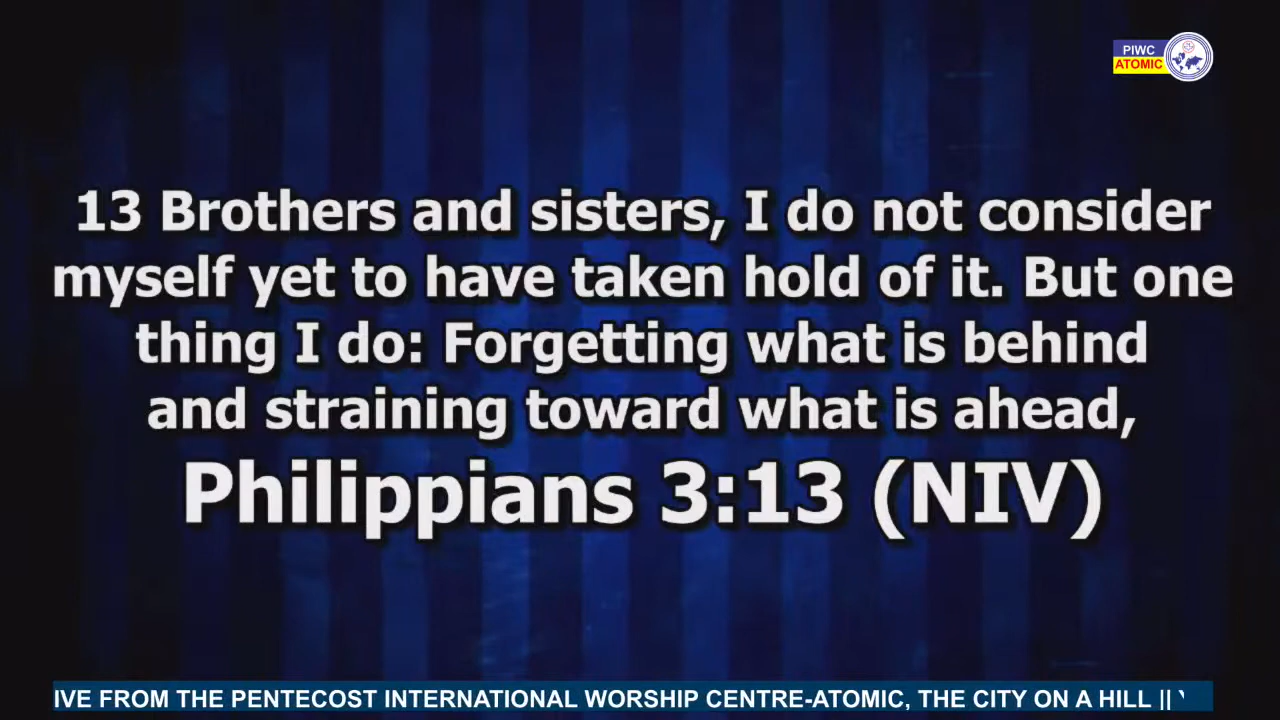 PIWC
ATOMIC
13 Brothers and sisters, I do not consider
myself yet to have taken hold of it. But one
thing I do: Forgetting what is behind
and straining toward what is ahead,
Philippians 3:13 (NIV)
IVE FROM THE PENTECOST INTERNATIONAL WORSHIP CENTRE-ATOMIC, THE CITY ON A HILL ||